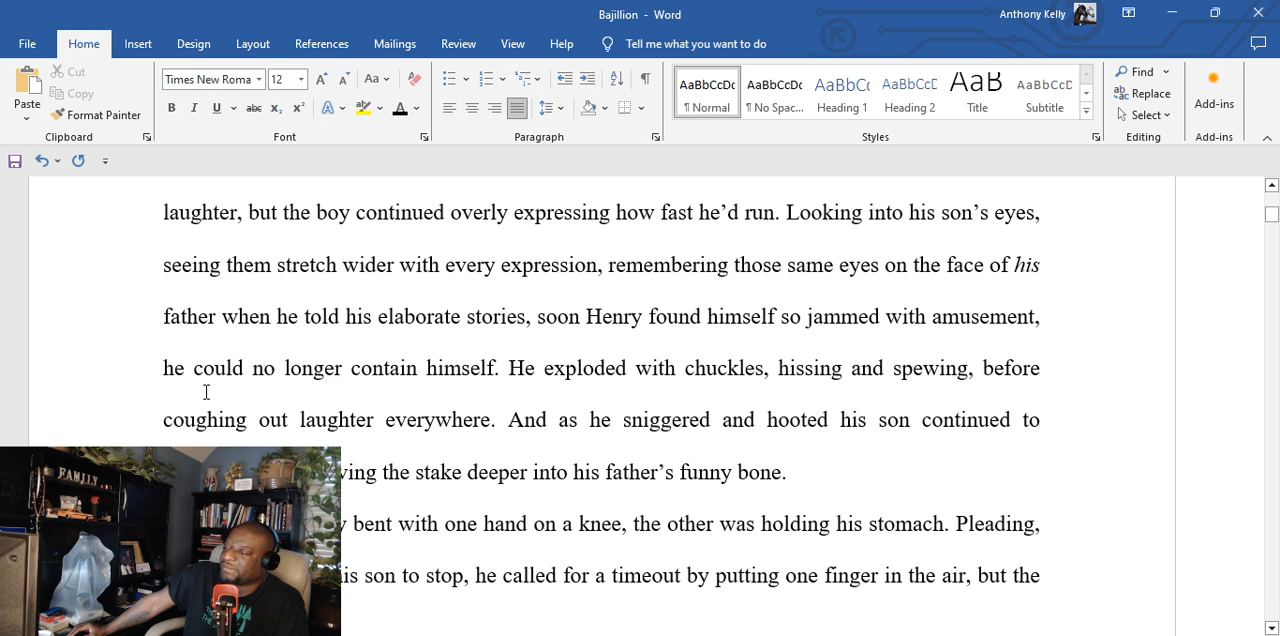 Bajillion - Word
Anthony Kelly
File Home Insert Design Layout References Mailings Review View Help Tell me what you want to do
Paste
Cut
Copy
Format Painter
Clipboard
Times New Roma 12
Aa
B I U abc x₂ x² A A
Font
Paragraph
AaBbCcDc AaBbCcDc AaBbC AaBbCcD AaB AaBbCcD
¶ Normal ¶ No Spac... Heading 1 Heading 2 Title Subtitle
Styles
Find
Replace
Select
Editing
Add-ins
Add-ins
laughter, but the boy continued overly expressing how fast he’d run. Looking into his son’s eyes,
seeing them stretch wider with every expression, remembering those same eyes on the face of his
father when he told his elaborate stories, soon Henry found himself so jammed with amusement,
he could no longer contain himself. He exploded with chuckles, hissing and spewing, before
coughing out laughter everywhere. And as he sniggered and hooted his son continued to
ving the stake deeper into his father’s funny bone.
bent with one hand on a knee, the other was holding his stomach. Pleading,
is son to stop, he called for a timeout by putting one finger in the air, but the
FAMILY